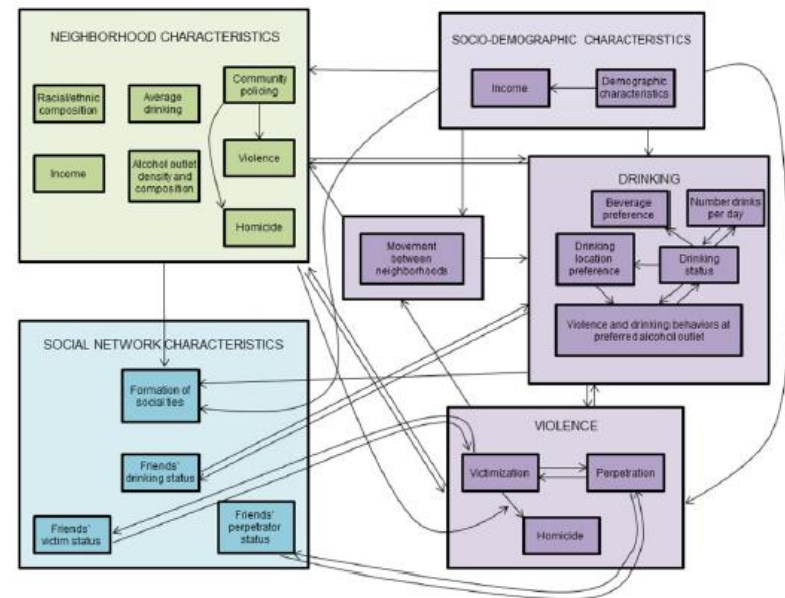 NEIGHBORHOOD CHARACTERISTICS
Racial/ethnic
composition
Average
drinking
Community
policing
Income
Alcohol outlet
density and
composition
Violence
Homicide
SOCIO-DEMOGRAPHIC CHARACTERISTICS
Income
Demographic
characteristics
DRINKING
Beverage
preference
Number drinks
per day
Drinking
location
preference
Drinking
status
Violence and drinking behaviors at
preferred alcohol outlet
Movement
between
neighborhoods
SOCIAL NETWORK CHARACTERISTICS
Formation of
social ties
Friends'
drinking status
Friends'
victim status
Friends'
perpetrator
status
VIOLENCE
Victimization
Perpetration
Homicide